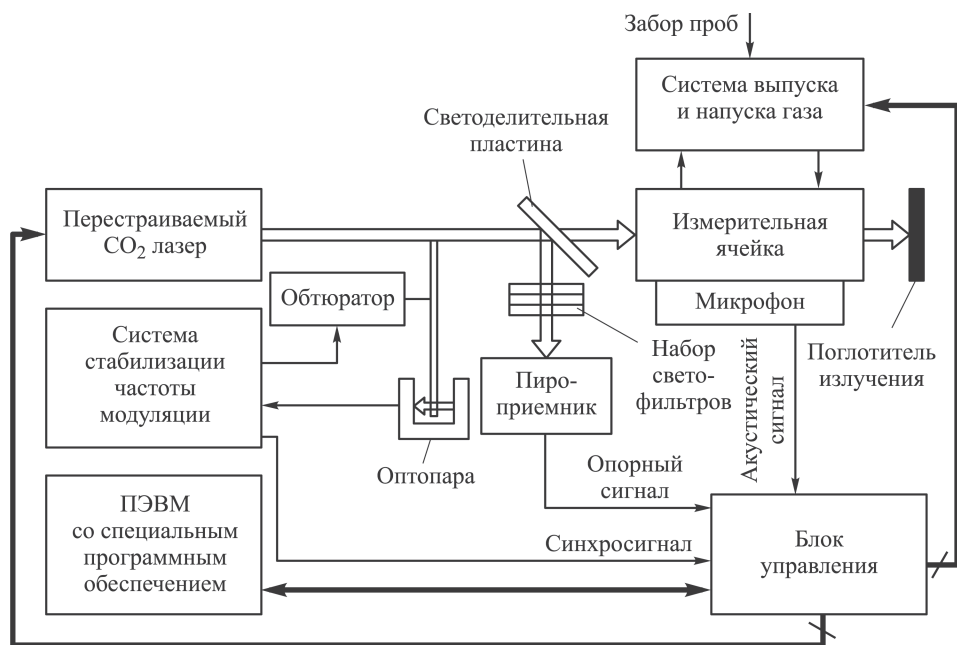 Забор проб
Система выпуска
и напуска газа
Светоделительная
пластина
Перестраиваемый
CO₂ лазер
Измерительная
ячейка
Микрофон
Обтюратор
Система
стабилизации
частоты
модуляции
Набор
свето-
фильтров
Поглотитель
излучения
Пиро-
приемник
Акустический
сигнал
Оптопара
Опорный
сигнал
ПЭВМ
со специальным
программным
обеспечением
Синхросигнал
Блок
управления